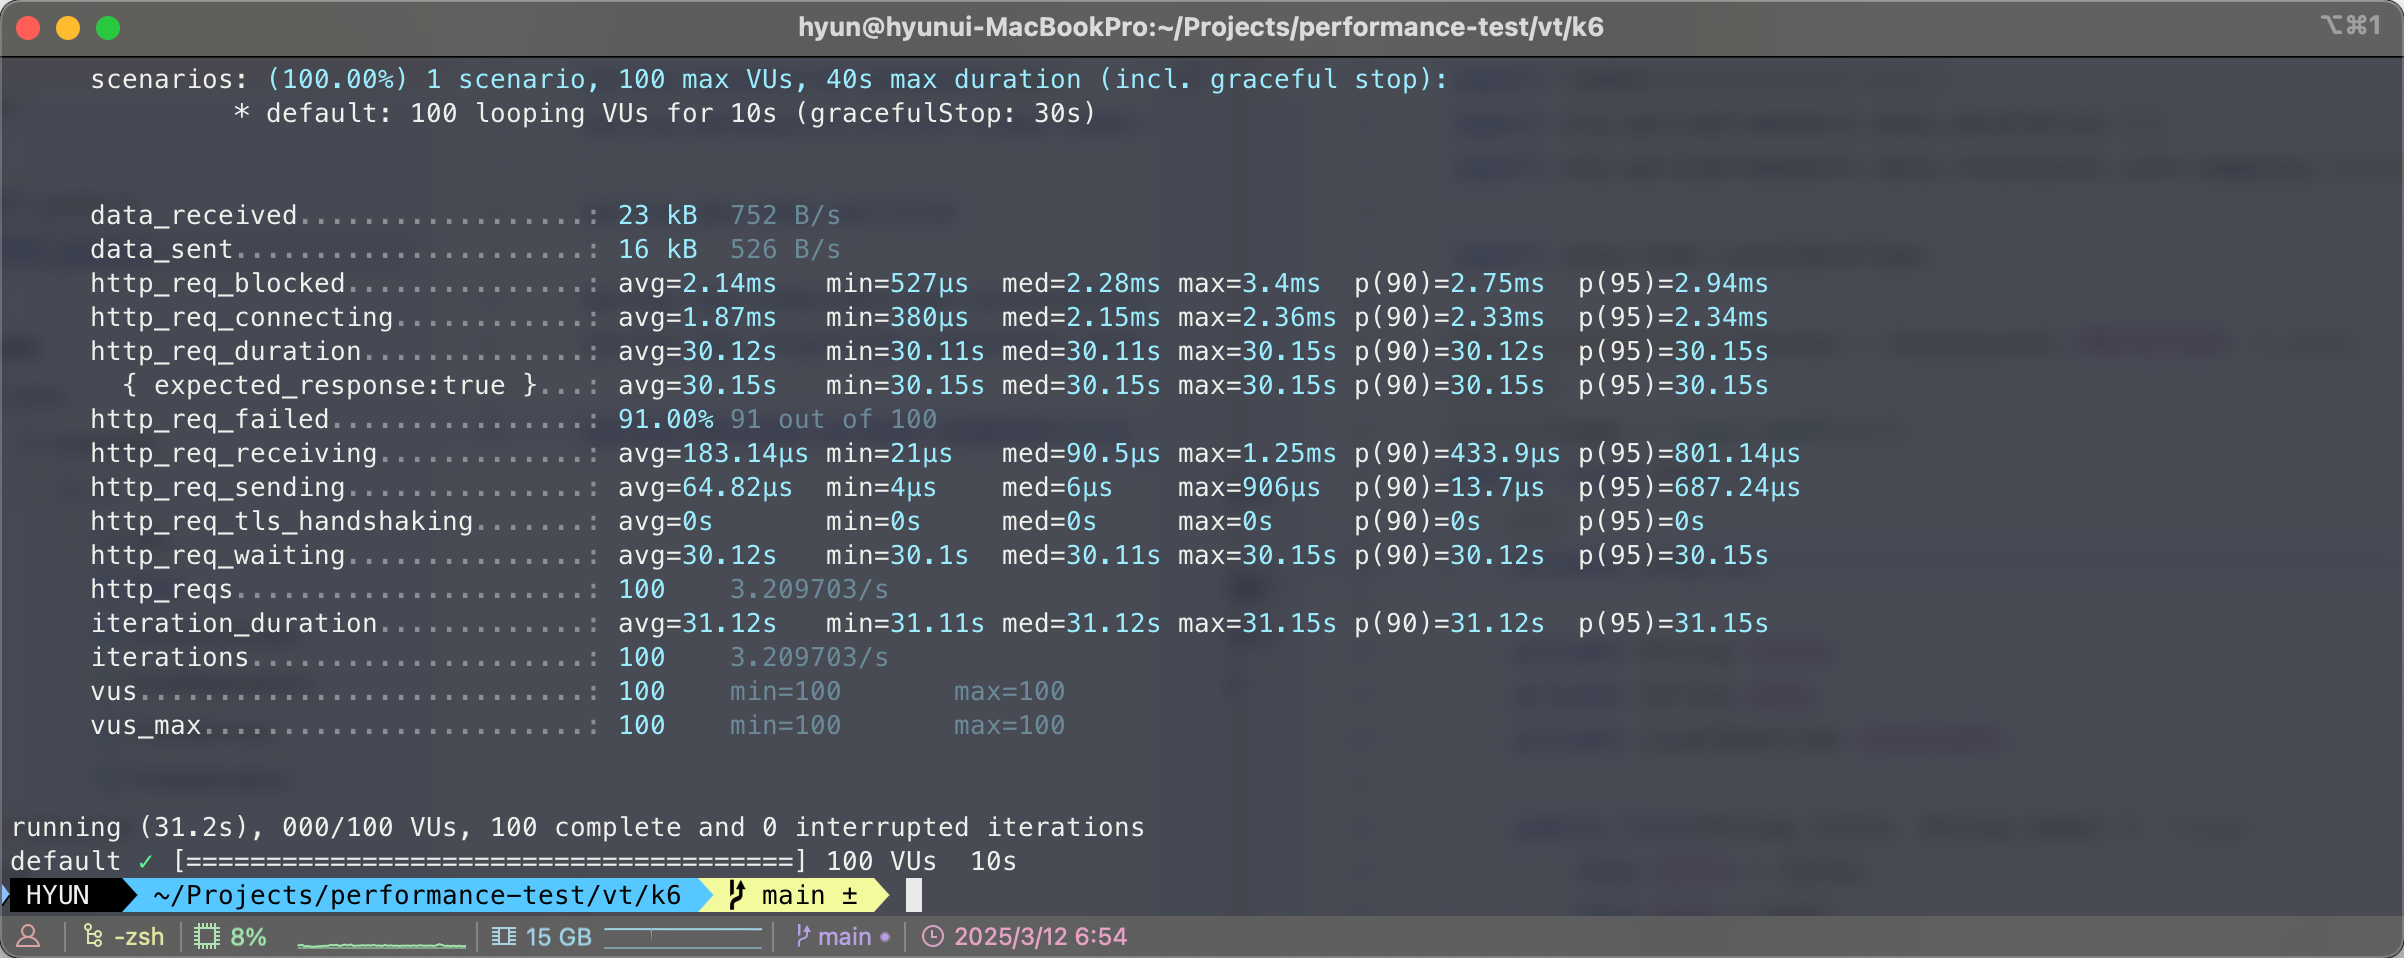 hyun@hyunui-MacBookPro:~/Projects/performance-test/vt/k6 ⌥⌘1
scenarios: (100.00%) 1 scenario, 100 max VUs, 40s max duration (incl. graceful stop):
* default: 100 looping VUs for 10s (gracefulStop: 30s)
data_received..................: 23 kB 752 B/s
data_sent......................: 16 kB 526 B/s
http_req_blocked...............: avg=2.14ms min=527µs med=2.28ms max=3.4ms p(90)=2.75ms p(95)=2.94ms
http_req_connecting............: avg=1.87ms min=380µs med=2.15ms max=2.36ms p(90)=2.33ms p(95)=2.34ms
http_req_duration..............: avg=30.12s min=30.11s med=30.11s max=30.15s p(90)=30.12s p(95)=30.15s
{ expected_response:true }...: avg=30.15s min=30.15s med=30.15s max=30.15s p(90)=30.15s p(95)=30.15s
http_req_failed................: 91.00% 91 out of 100
http_req_receiving.............: avg=183.14µs min=21µs med=90.5µs max=1.25ms p(90)=433.9µs p(95)=801.14µs
http_req_sending...............: avg=64.82µs min=4µs med=6µs max=906µs p(90)=13.7µs p(95)=687.24µs
http_req_tls_handshaking.......: avg=0s min=0s med=0s max=0s p(90)=0s p(95)=0s
http_req_waiting...............: avg=30.12s min=30.1s med=30.11s max=30.15s p(90)=30.12s p(95)=30.15s
http_reqs......................: 100 3.209703/s
iteration_duration.............: avg=31.12s min=31.11s med=31.12s max=31.15s p(90)=31.12s p(95)=31.15s
iterations.....................: 100 3.209703/s
vus............................: 100 min=100 max=100
vus_max........................: 100 min=100 max=100
running (31.2s), 000/100 VUs, 100 complete and 0 interrupted iterations
default ✓ [======================================] 100 VUs 10s
HYUN ~/Projects/performance-test/vt/k6 main ±
-zsh 8% 15 GB main 2025/3/12 6:54